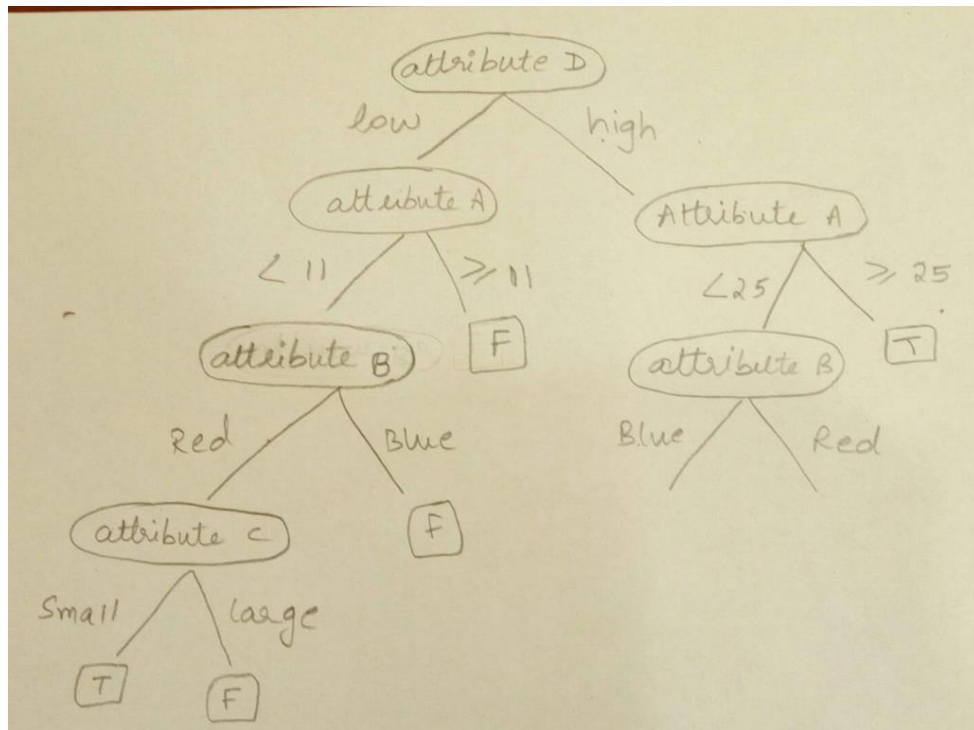 attribute D
low high
attribute A Attribute A
< 11 ≥ 11 <25 ≥ 25
attribute B F attribute B T
Red Blue Blue Red
attribute C F
Small large
T F